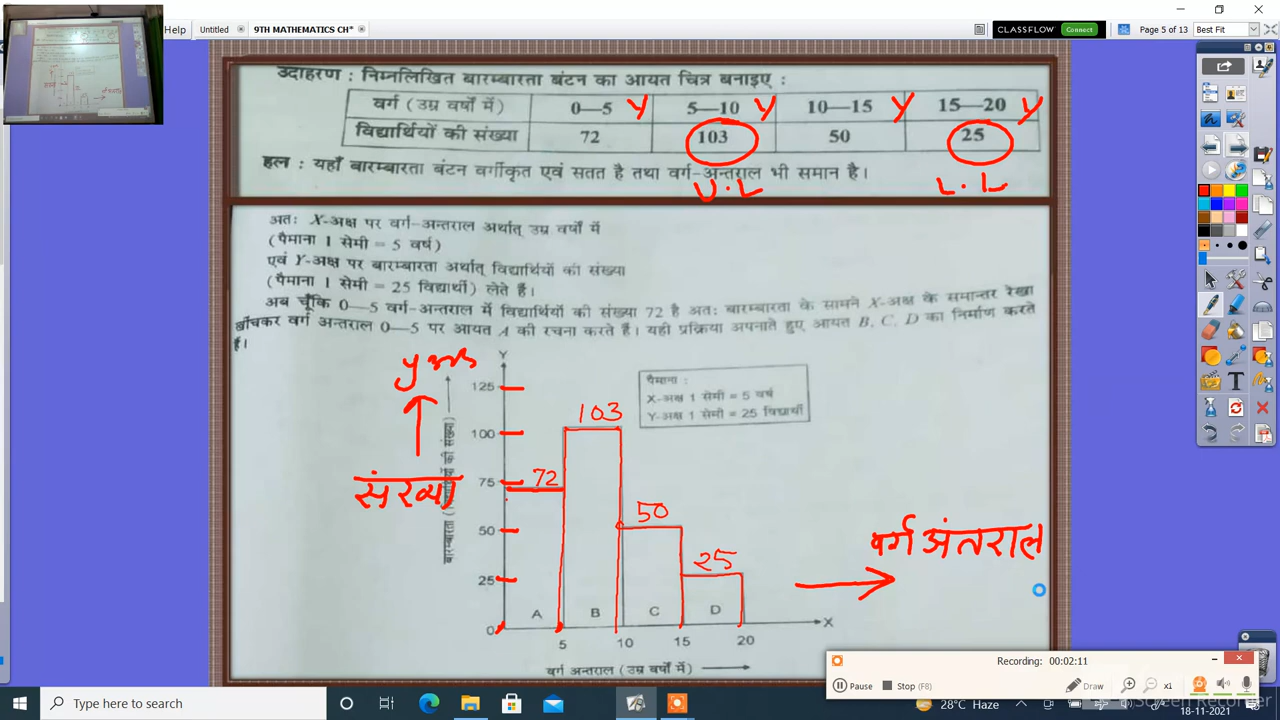 Help Untitled 9TH MATHEMATICS CH* CLASSFLOW Connect Page 5 of 13 Best Fit
उदाहरण : निम्नलिखित बारम्बारता बंटन का आयत चित्र बनाइए :
वर्ग (उम्र वर्षों में) 0—5 y 5—10 y 10—15 y 15—20 y
विद्यार्थियों की संख्या 72 103 50 25
हल : यहाँ बारम्बारता बंटन वर्गीकृत एवं सतत है तथा वर्ग-अन्तराल भी समान है।
U.L L.L
अतः X-अक्ष पर वर्ग-अन्तराल अर्थात् उम्र वर्षों में
(पैमाना 1 सेमी = 5 वर्ष)
एवं Y-अक्ष पर बारम्बारता अर्थात् विद्यार्थियों की संख्या
(पैमाना 1 सेमी = 25 विद्यार्थी) लेते हैं।
अब चूँकि 0—5 वर्ग-अन्तराल में विद्यार्थियों की संख्या 72 है अतः बारम्बारता के सामने X-अक्ष के समान्तर रेखा
खींचकर वर्ग अन्तराल 0—5 पर आयत A की रचना करते हैं। यही प्रक्रिया अपनाते हुए आयत B, C, D का निर्माण करते
हैं।
y अक्ष
Y
पैमाना :
X-अक्ष 1 सेमी = 5 वर्ष
Y-अक्ष 1 सेमी = 25 विद्यार्थी
125
103
100
72
75
संख्या
बारम्बारता (विद्यार्थियों की संख्या)
50
50
वर्ग अंतराल
25
25
A B C D
0
X
5 10 15 20
वर्ग अन्तराल (उम्र वर्षों में)
Recording: 00:02:11
Pause Stop (F8) Draw x1
Type here to search
28°C Haze
18-11-2021
Screen Recorder